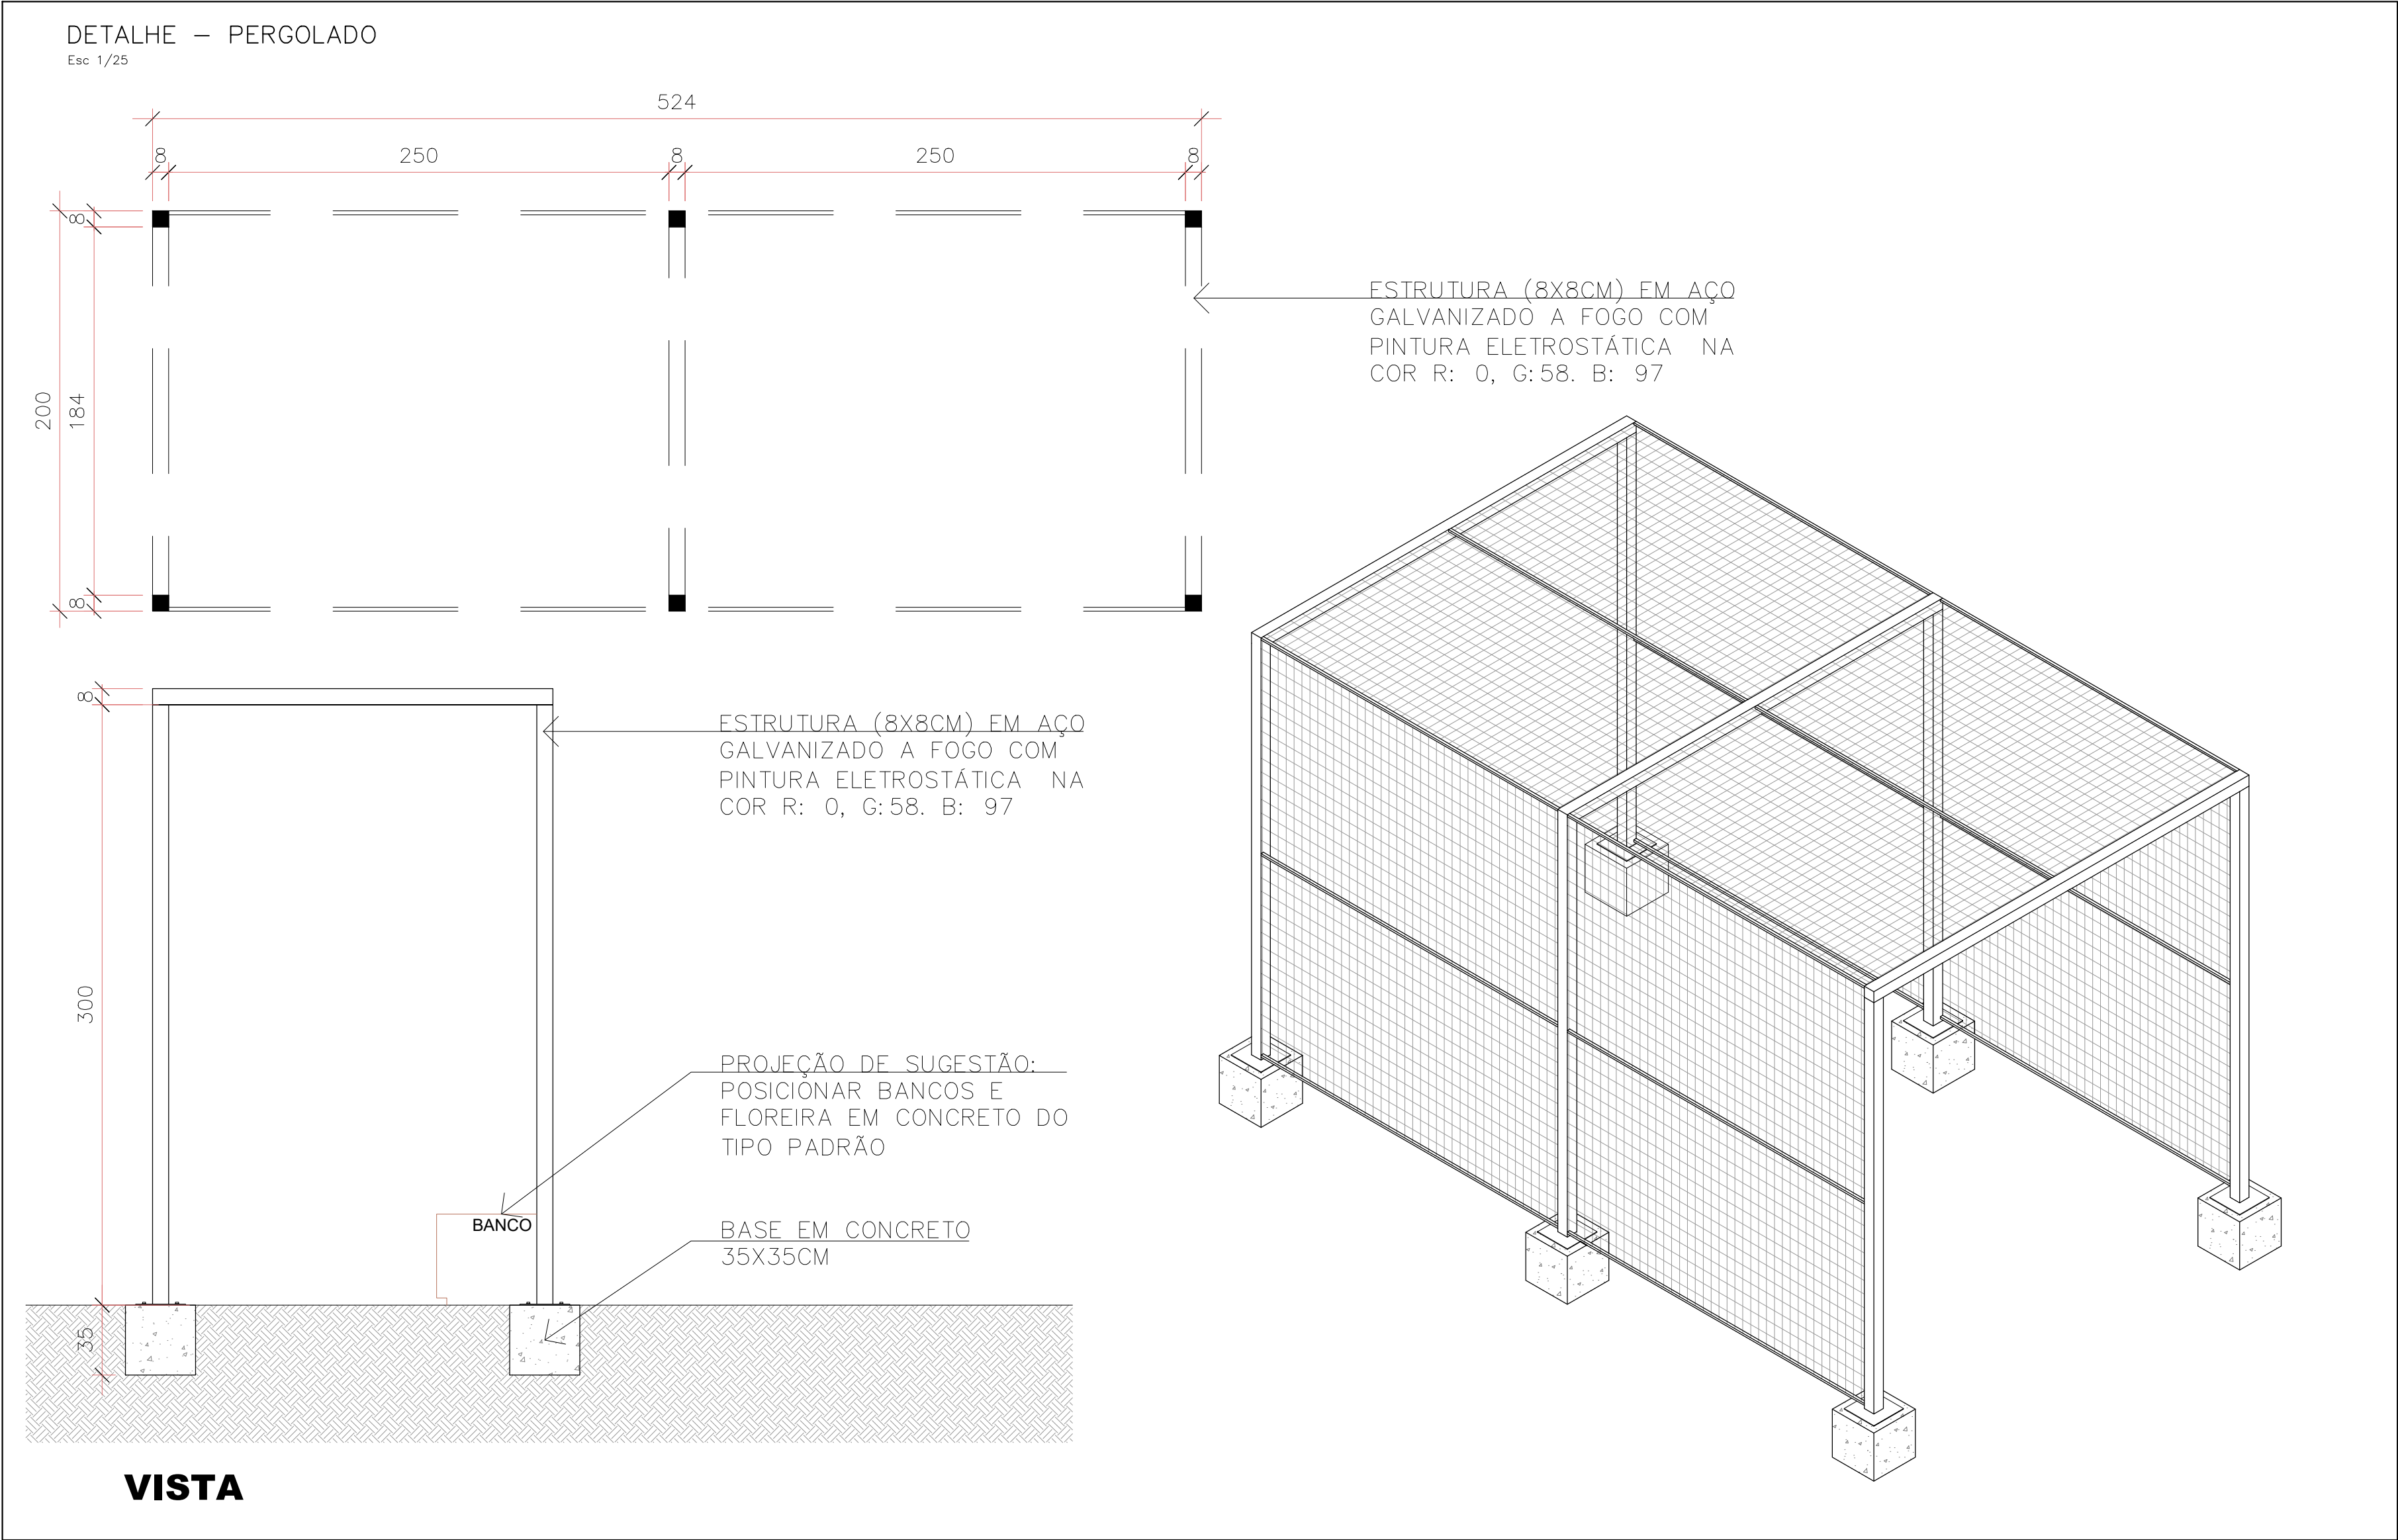 DETALHE – PERGOLADO
Esc 1/25
524
8
250
8
250
8
8
200
184
8
ESTRUTURA (8X8CM) EM AÇO
GALVANIZADO A FOGO COM
PINTURA ELETROSTÁTICA NA
COR R: 0, G:58. B: 97
8
300
35
ESTRUTURA (8X8CM) EM AÇO
GALVANIZADO A FOGO COM
PINTURA ELETROSTÁTICA NA
COR R: 0, G:58. B: 97
PROJEÇÃO DE SUGESTÃO:
POSICIONAR BANCOS E
FLOREIRA EM CONCRETO DO
TIPO PADRÃO
BANCO
BASE EM CONCRETO
35X35CM
VISTA